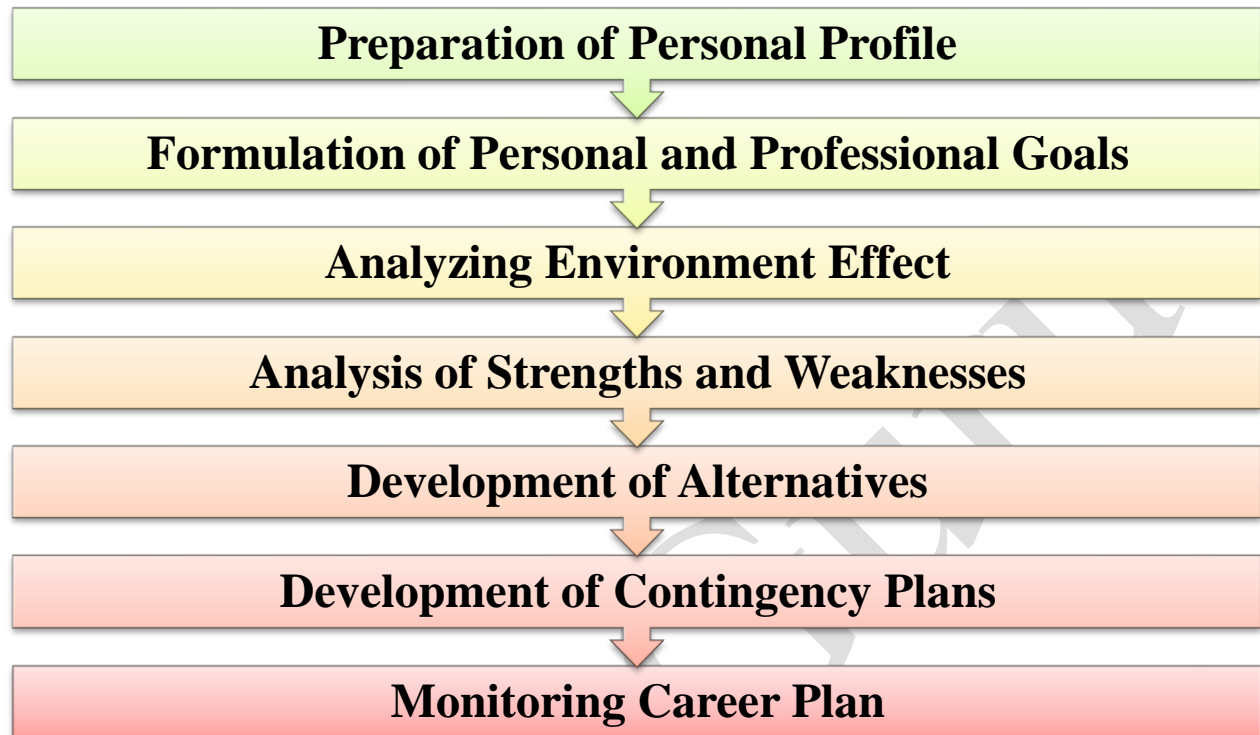 Preparation of Personal Profile
Formulation of Personal and Professional Goals
Analyzing Environment Effect
Analysis of Strengths and Weaknesses
Development of Alternatives
Development of Contingency Plans
Monitoring Career Plan